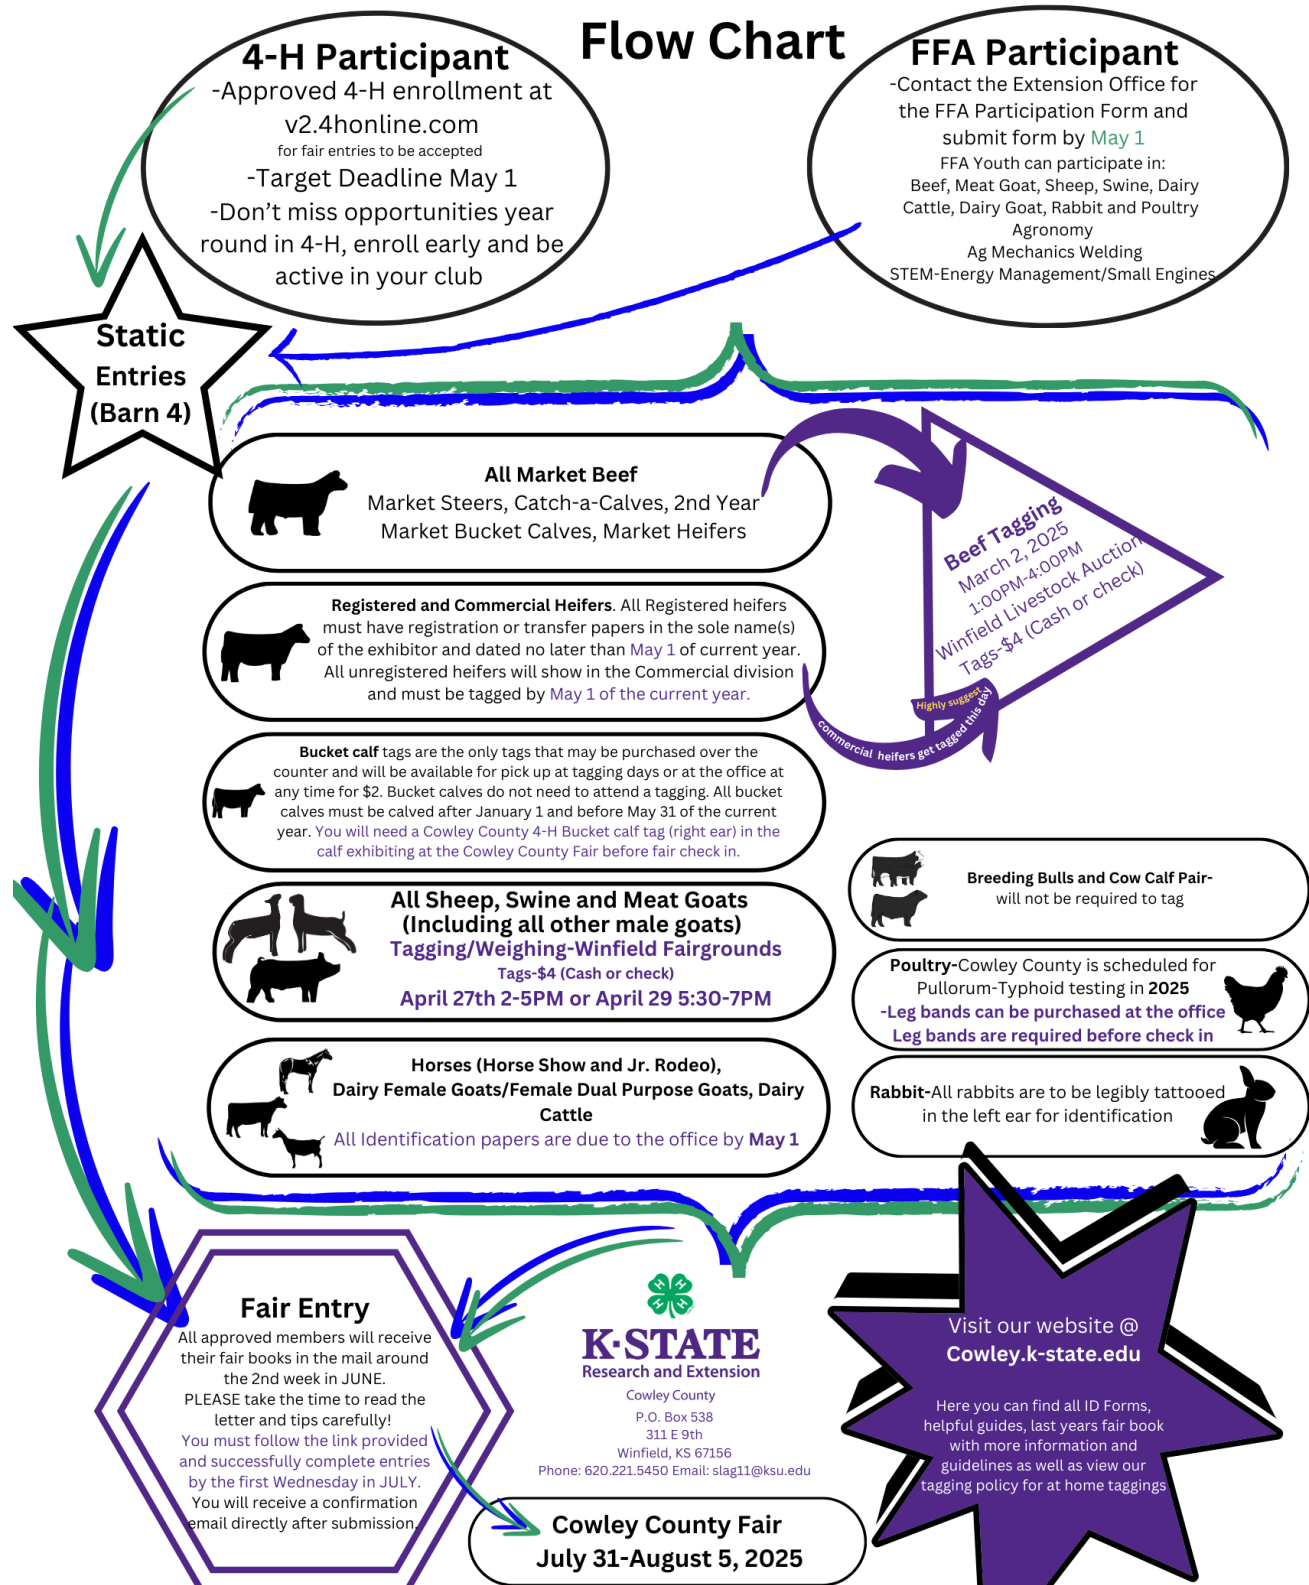 Flow Chart
4-H Participant
-Approved 4-H enrollment at
v2.4honline.com
for fair entries to be accepted
-Target Deadline May 1
-Don’t miss opportunities year
round in 4-H, enroll early and be
active in your club
FFA Participant
-Contact the Extension Office for
the FFA Participation Form and
submit form by May 1
FFA Youth can participate in:
Beef, Meat Goat, Sheep, Swine, Dairy
Cattle, Dairy Goat, Rabbit and Poultry
Agronomy
Ag Mechanics Welding
STEM-Energy Management/Small Engines
Static
Entries
(Barn 4)
All Market Beef
Market Steers, Catch-a-Calves, 2nd Year
Market Bucket Calves, Market Heifers
Beef Tagging
March 2, 2025
1:00PM-4:00PM
Winfield Livestock Auction
Tags-$4 (Cash or check)
Registered and Commercial Heifers. All Registered heifers
must have registration or transfer papers in the sole name(s)
of the exhibitor and dated no later than May 1 of current year.
All unregistered heifers will show in the Commercial division
and must be tagged by May 1 of the current year.
Highly suggest
commercial heifers get tagged this day
Bucket calf tags are the only tags that may be purchased over the
counter and will be available for pick up at tagging days or at the office at
any time for $2. Bucket calves do not need to attend a tagging. All bucket
calves must be calved after January 1 and before May 31 of the current
year. You will need a Cowley County 4-H Bucket calf tag (right ear) in the
calf exhibiting at the Cowley County Fair before fair check in.
All Sheep, Swine and Meat Goats
(Including all other male goats)
Tagging/Weighing-Winfield Fairgrounds
Tags-$4 (Cash or check)
April 27th 2-5PM or April 29 5:30-7PM
Horses (Horse Show and Jr. Rodeo),
Dairy Female Goats/Female Dual Purpose Goats, Dairy
Cattle
All Identification papers are due to the office by May 1
Breeding Bulls and Cow Calf Pair-
will not be required to tag
Poultry-Cowley County is scheduled for
Pullorum-Typhoid testing in 2025
-Leg bands can be purchased at the office
Leg bands are required before check in
Rabbit-All rabbits are to be legibly tattooed
in the left ear for identification
Fair Entry
All approved members will receive
their fair books in the mail around
the 2nd week in JUNE.
PLEASE take the time to read the
letter and tips carefully!
You must follow the link provided
and successfully complete entries
by the first Wednesday in JULY.
You will receive a confirmation
email directly after submission.
H H H H
K-STATE
Research and Extension
Cowley County
P.O. Box 538
311 E 9th
Winfield, KS 67156
Phone: 620.221.5450 Email: slag11@ksu.edu
Cowley County Fair
July 31-August 5, 2025
Visit our website @
Cowley.k-state.edu
Here you can find all ID Forms,
helpful guides, last years fair book
with more information and
guidelines as well as view our
tagging policy for at home taggings